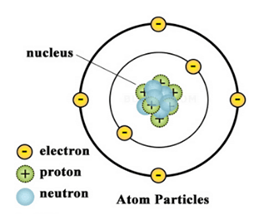 nucleus
electron
proton
neutron
Atom Particles